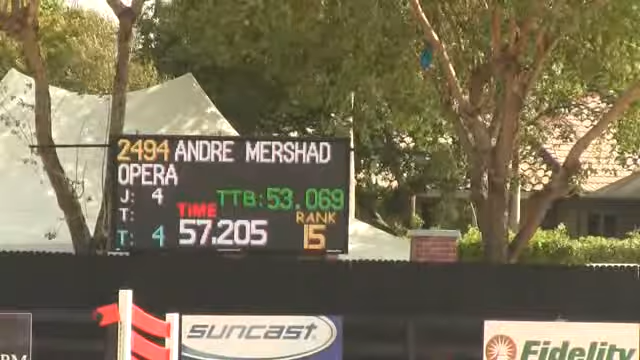 2494 ANDRE MERSHAD
OPERA
J: 4
TTB: 53.069
T:
TIME
RANK
T: 4
57.205
15
SUNCAST
Fidelity